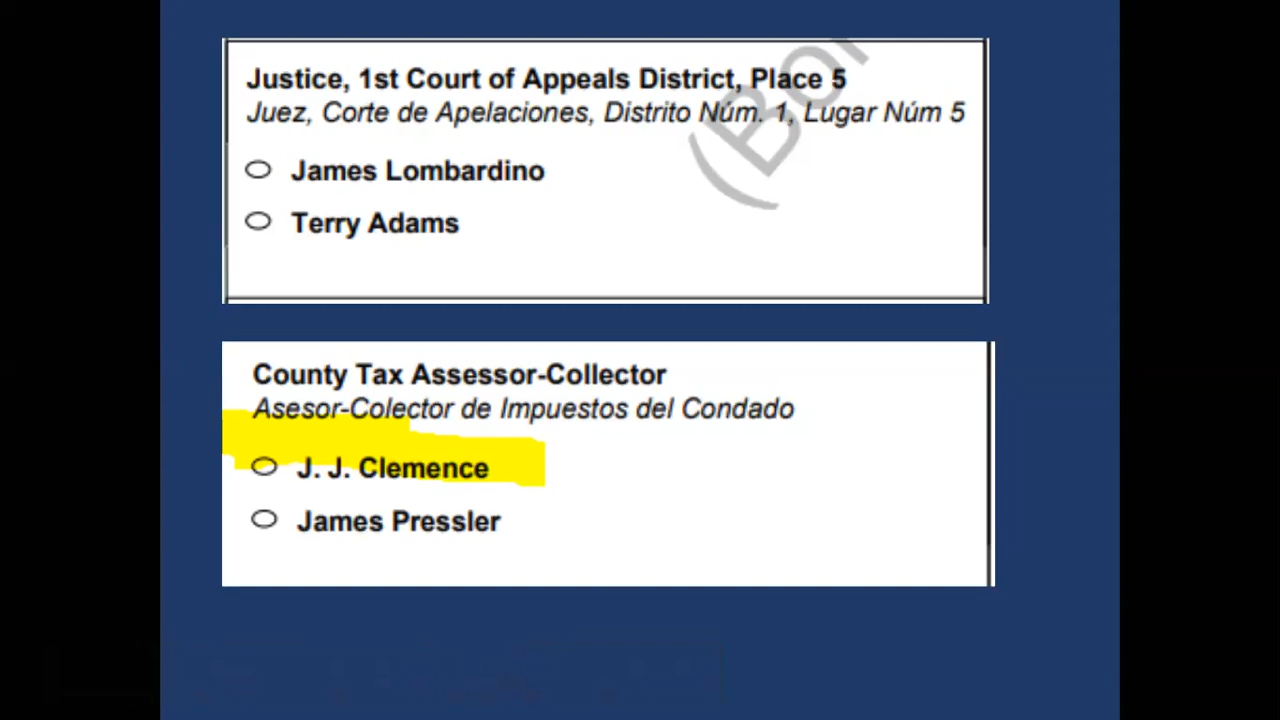 Justice, 1st Court of Appeals District, Place 5
Juez, Corte de Apelaciones, Distrito Núm. 1, Lugar Núm 5
James Lombardino
Terry Adams
(Bor
County Tax Assessor-Collector
Asesor-Colector de Impuestos del Condado
J. J. Clemence
James Pressler